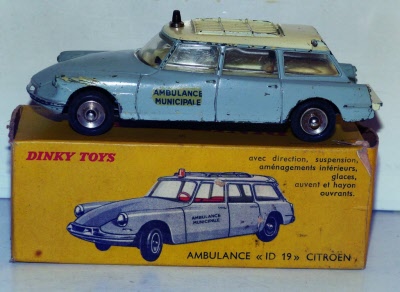 AMBULANCE
MUNICIPALE
DINKY TOYS
avec direction, suspension,
aménagements intérieurs,
glaces,
auvent et hayon
ouvrants.
AMBULANCE
MUNICIPALE
AMBULANCE « ID 19 » CITROËN